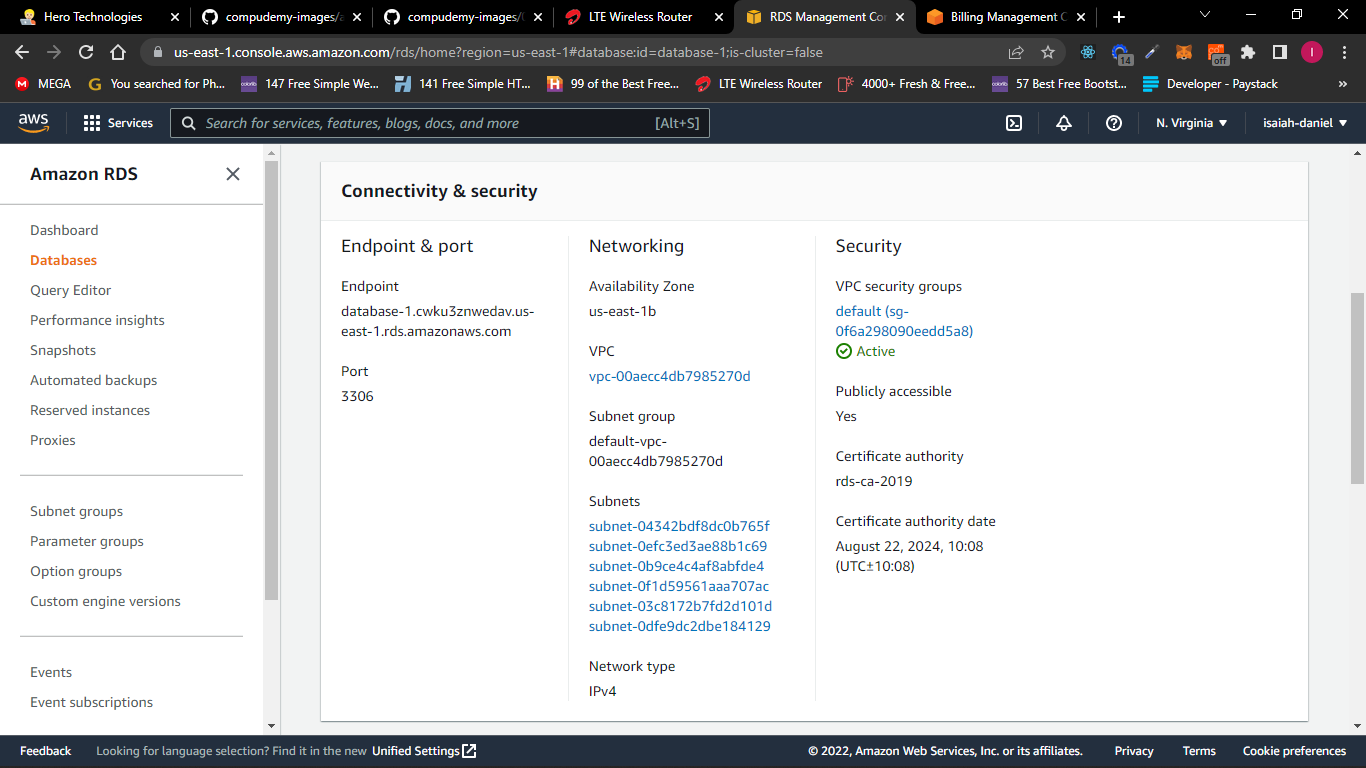 Hero Technologies
compudemy-images/a
compudemy-images/
LTE Wireless Router
RDS Management Co
Billing Management C
us-east-1.console.aws.amazon.com/rds/home?region=us-east-1#database:id=database-1;is-cluster=false
14
off
I
MEGA
You searched for Ph...
147 Free Simple We...
141 Free Simple HT...
99 of the Best Free...
LTE Wireless Router
4000+ Fresh & Free...
57 Best Free Bootst...
Developer - Paystack
»
aws
Services
Search for services, features, blogs, docs, and more
[Alt+S]
N. Virginia
isaiah-daniel
Amazon RDS
Dashboard
Databases
Query Editor
Performance insights
Snapshots
Automated backups
Reserved instances
Proxies
Subnet groups
Parameter groups
Option groups
Custom engine versions
Events
Event subscriptions
Connectivity & security
Endpoint & port
Endpoint
database-1.cwku3znwedav.us-
east-1.rds.amazonaws.com
Port
3306
Networking
Availability Zone
us-east-1b
VPC
vpc-00aecc4db7985270d
Subnet group
default-vpc-
00aecc4db7985270d
Subnets
subnet-04342bdf8dc0b765f
subnet-0efc3ed3ae88b1c69
subnet-0b9ce4c4af8abfde4
subnet-0f1d59561aaa707ac
subnet-03c8172b7fd2d101d
subnet-0dfe9dc2dbe184129
Network type
IPv4
Security
VPC security groups
default (sg-
0f6a298090eedd5a8)
Active
Publicly accessible
Yes
Certificate authority
rds-ca-2019
Certificate authority date
August 22, 2024, 10:08
(UTC±10:08)
Feedback
Looking for language selection? Find it in the new Unified Settings
© 2022, Amazon Web Services, Inc. or its affiliates.
Privacy
Terms
Cookie preferences